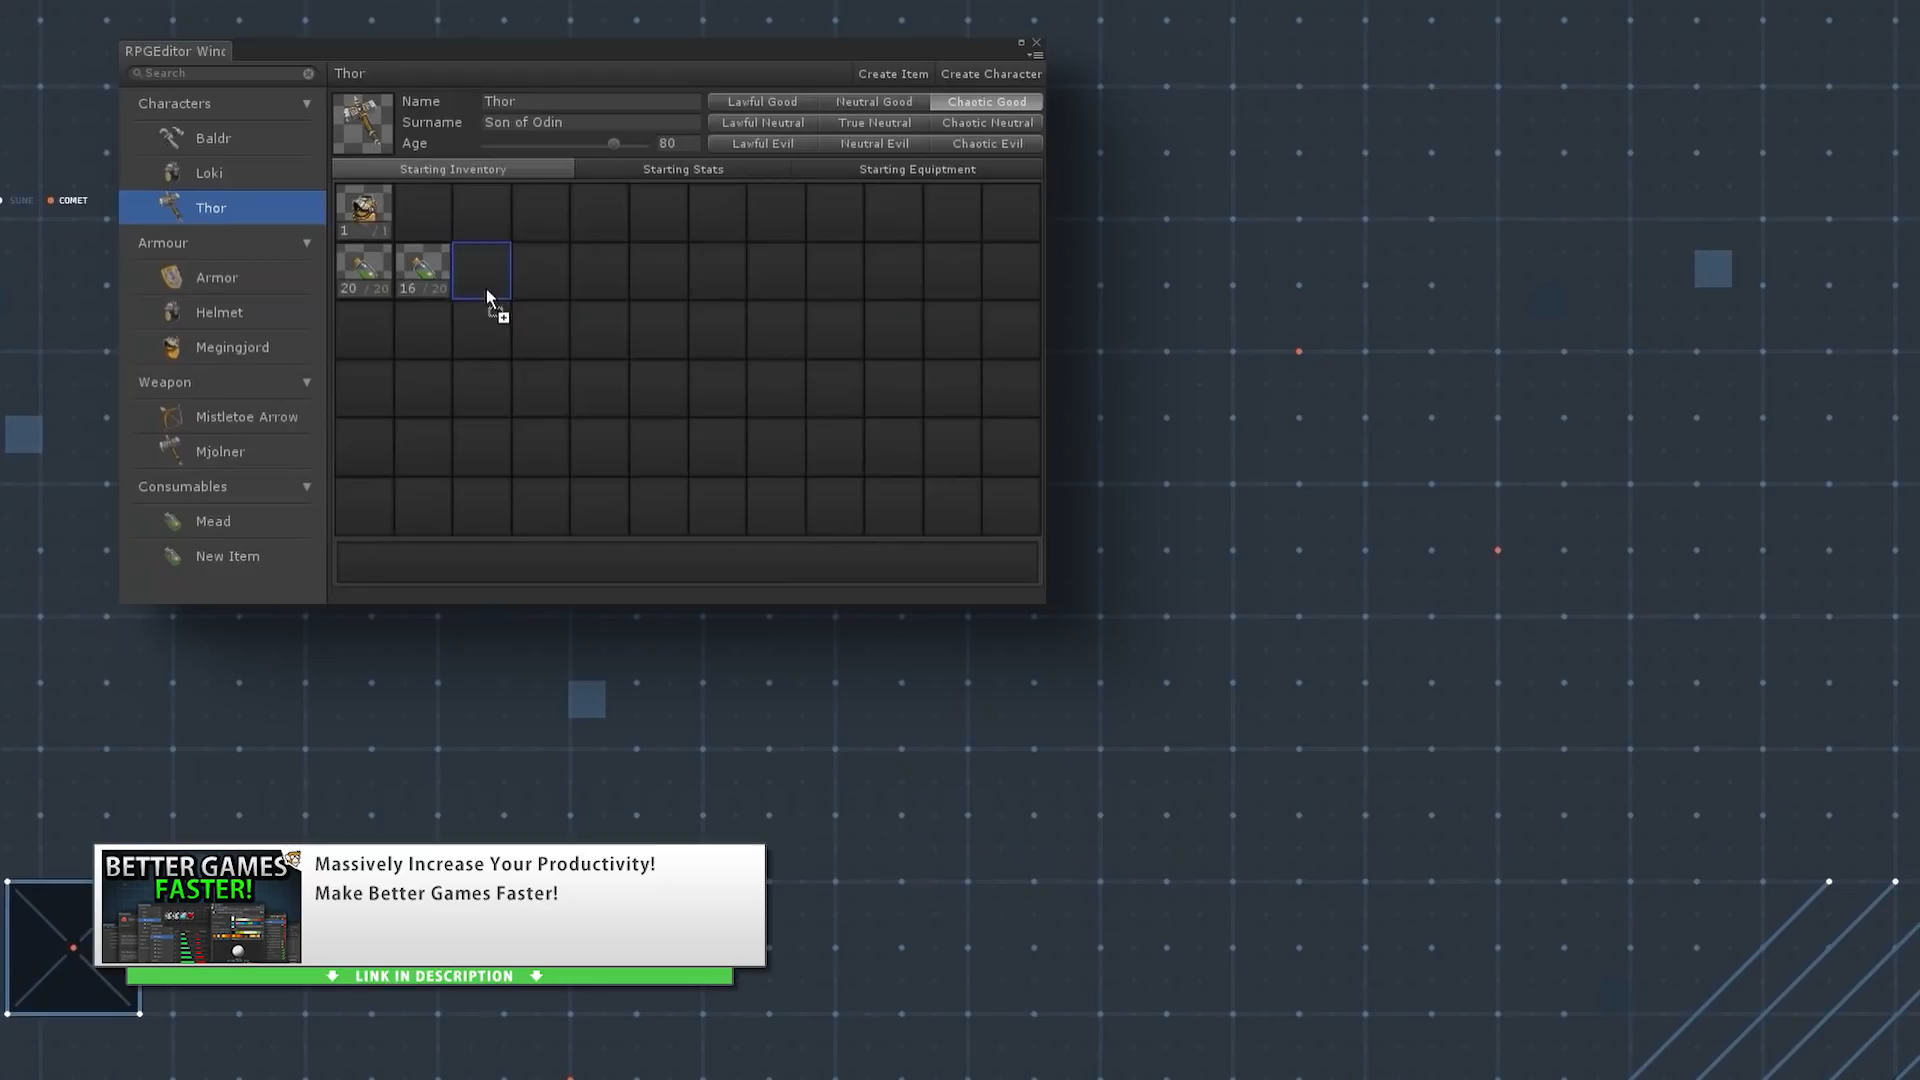 RPGEditor Winc
Search
Thor
Create Item
Create Character
Characters
Baldr
Loki
Thor
Armour
Armor
Helmet
Megingjord
Weapon
Mistletoe Arrow
Mjolner
Consumables
Mead
New Item
Name
Thor
Surname
Son of Odin
Age
80
Lawful Good
Neutral Good
Chaotic Good
Lawful Neutral
True Neutral
Chaotic Neutral
Lawful Evil
Neutral Evil
Chaotic Evil
Starting Inventory
Starting Stats
Starting Equiptment
1 / 1
20 / 20
16 / 20
SUNE
COMET
BETTER GAMES
FASTER!
Massively Increase Your Productivity!
Make Better Games Faster!
LINK IN DESCRIPTION